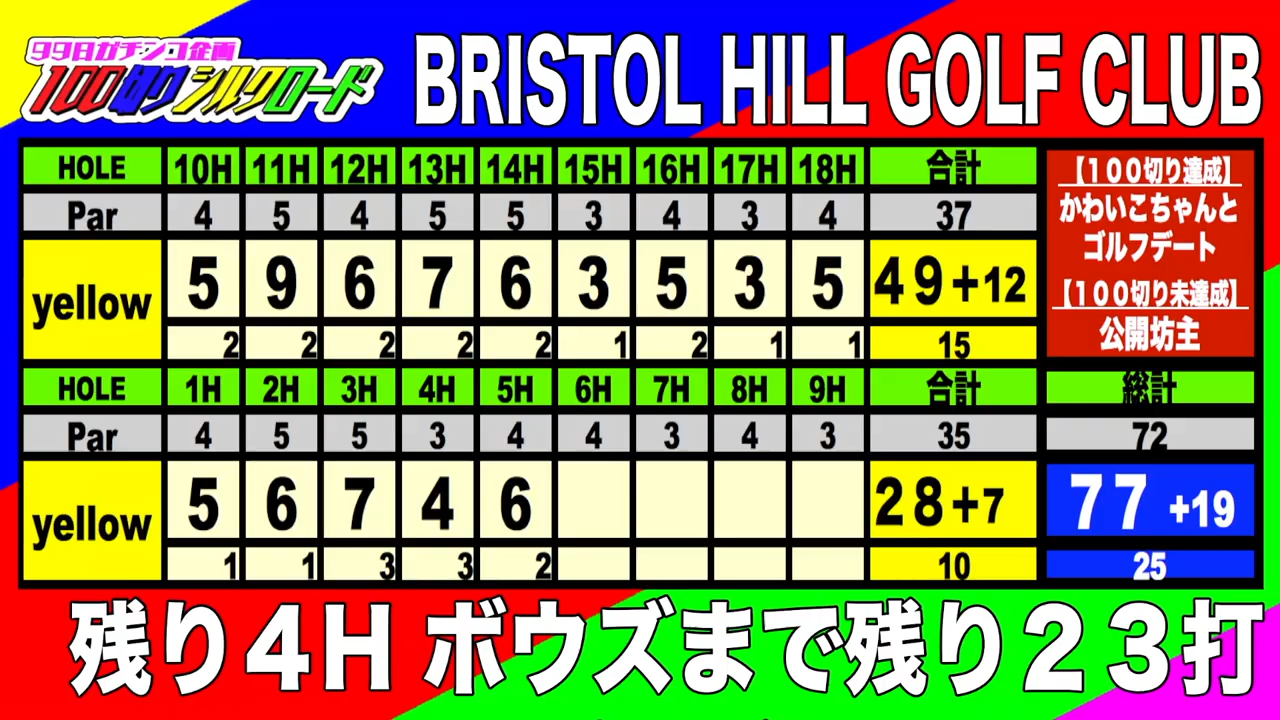 99日ガチンコ企画
100切りシルクロード
BRISTOL HILL GOLF CLUB
HOLE 10H 11H 12H 13H 14H 15H 16H 17H 18H 合計
Par 4 5 4 5 5 3 4 3 4 37
yellow 5 9 6 7 6 3 5 3 5 49+12
2 2 2 2 2 1 2 1 1 15
【100切り達成】
かわいこちゃんと
ゴルフデート
【100切り未達成】
公開坊主
HOLE 1H 2H 3H 4H 5H 6H 7H 8H 9H 合計 総計
Par 4 5 5 3 4 4 3 4 3 35 72
yellow 5 6 7 4 6 28+7 77 +19
1 1 3 3 2 10 25
残り4H ボウズまで残り23打